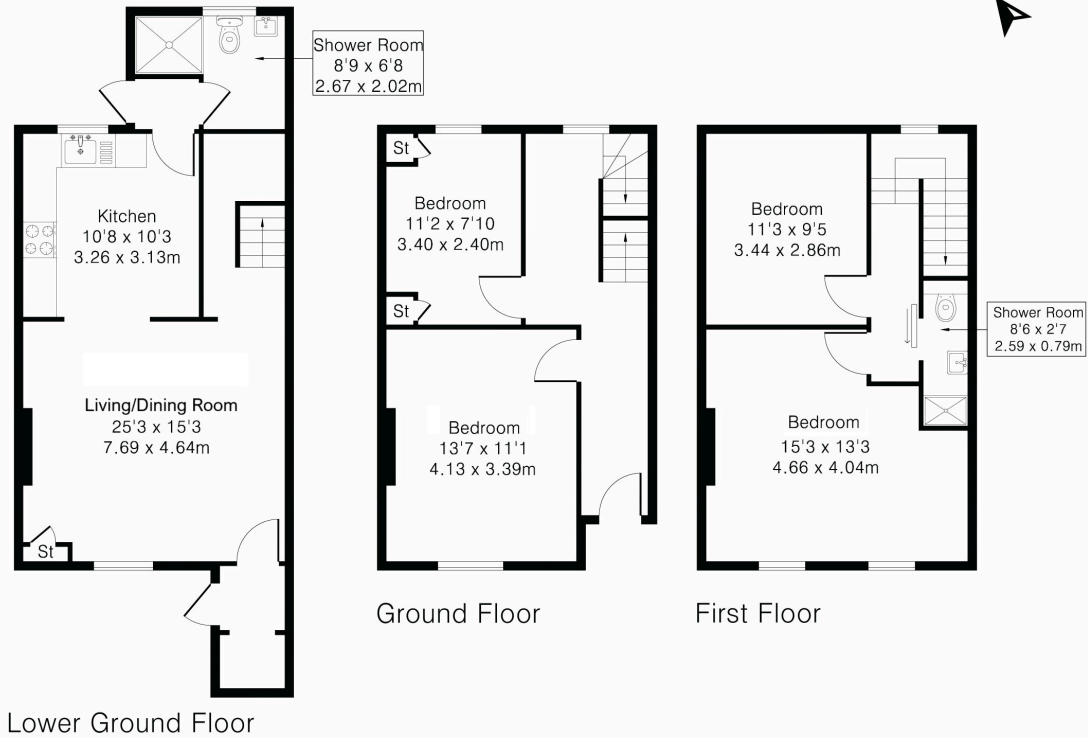 Shower Room
8'9 x 6'8
2.67 x 2.02m
Kitchen
10'8 x 10'3
3.26 x 3.13m
Living/Dining Room
25'3 x 15'3
7.69 x 4.64m
St
Lower Ground Floor
St
Bedroom
11'2 x 7'10
3.40 x 2.40m
St
Bedroom
13'7 x 11'1
4.13 x 3.39m
Ground Floor
Bedroom
11'3 x 9'5
3.44 x 2.86m
Shower Room
8'6 x 2'7
2.59 x 0.79m
Bedroom
15'3 x 13'3
4.66 x 4.04m
First Floor